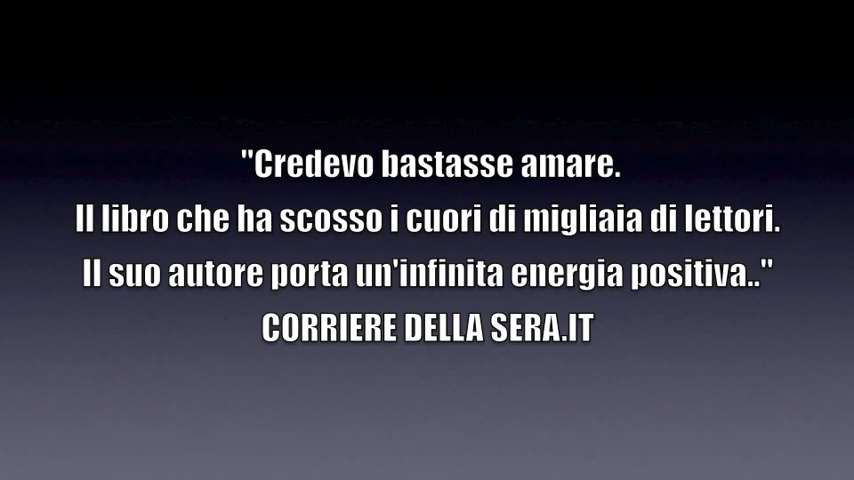 "Credevo bastasse amare.
Il libro che ha scosso i cuori di migliaia di lettori.
Il suo autore porta un'infinita energia positiva.."
CORRIERE DELLA SERA.IT